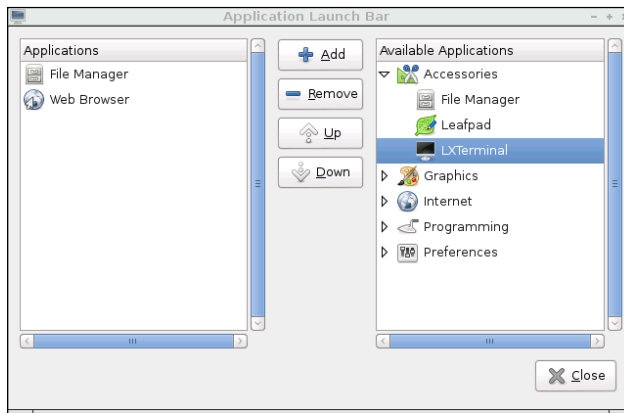 Application Launch Bar
Applications
File Manager
Web Browser
Add
Remove
Up
Down
Available Applications
Accessories
File Manager
Leafpad
LXTerminal
Graphics
Internet
Programming
Preferences
Close